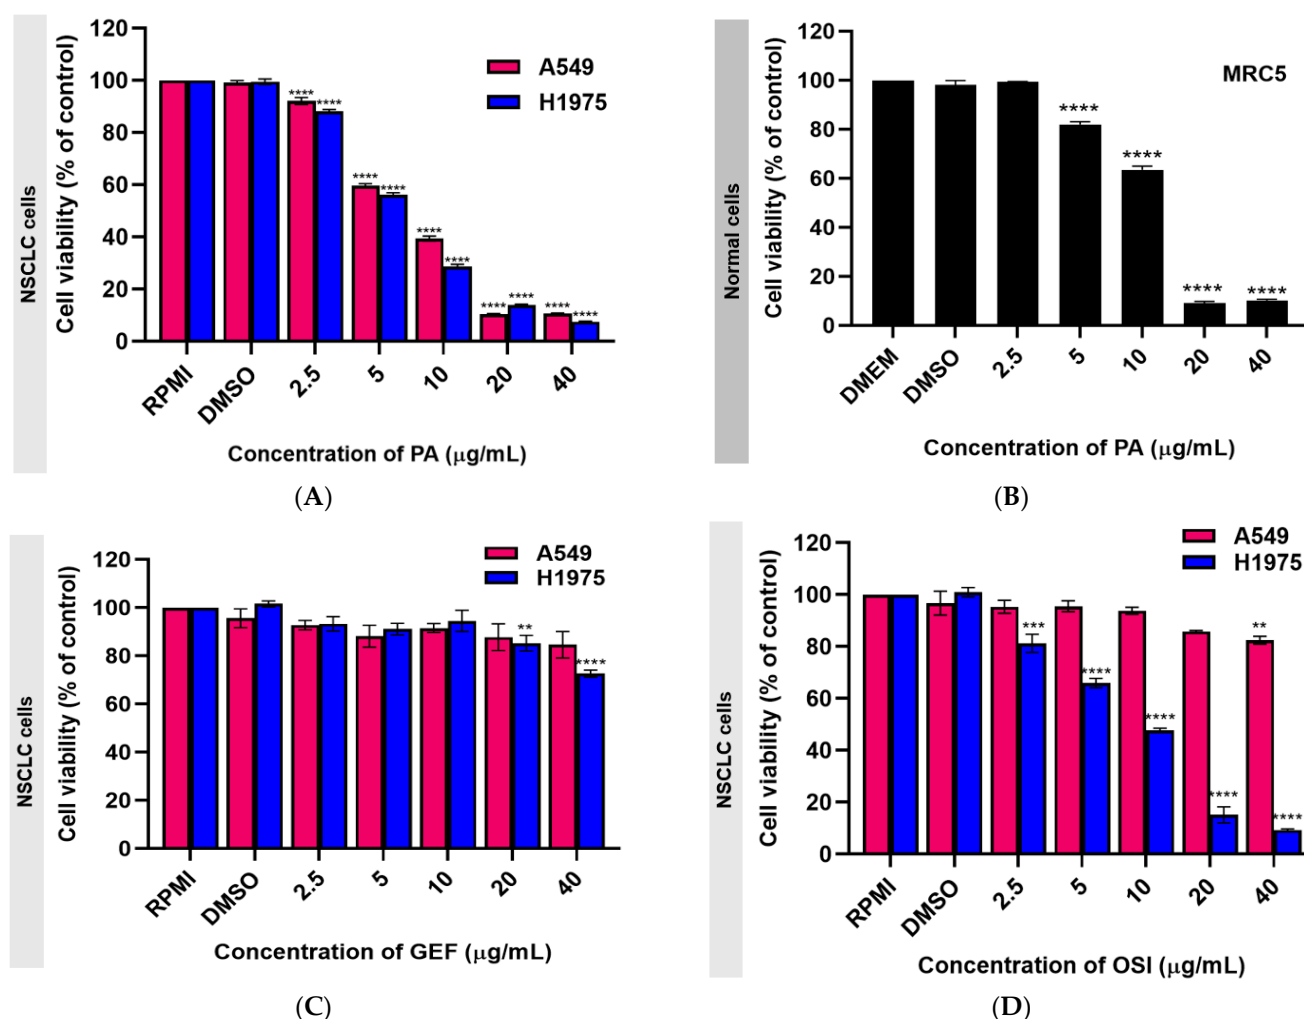 NSCLC cells
Cell viability (% of control)
120
100
80
60
40
20
0
A549
H1975
**** ****
**** ****
**** ****
**** ****
**** ****
RPMI DMSO 2.5 5 10 20 40
Concentration of PA (μg/mL)
(A)
Normal cells
Cell viability (% of control)
120
100
80
60
40
20
0
MRC5
****
****
****
****
DMEM DMSO 2.5 5 10 20 40
Concentration of PA (μg/mL)
(B)
NSCLC cells
Cell viability (% of control)
120
100
80
60
40
20
0
A549
H1975
**
****
RPMI DMSO 2.5 5 10 20 40
Concentration of GEF (μg/mL)
(C)
NSCLC cells
Cell viability (% of control)
120
100
80
60
40
20
0
A549
H1975
***
****
****
****
**
****
RPMI DMSO 2.5 5 10 20 40
Concentration of OSI (μg/mL)
(D)